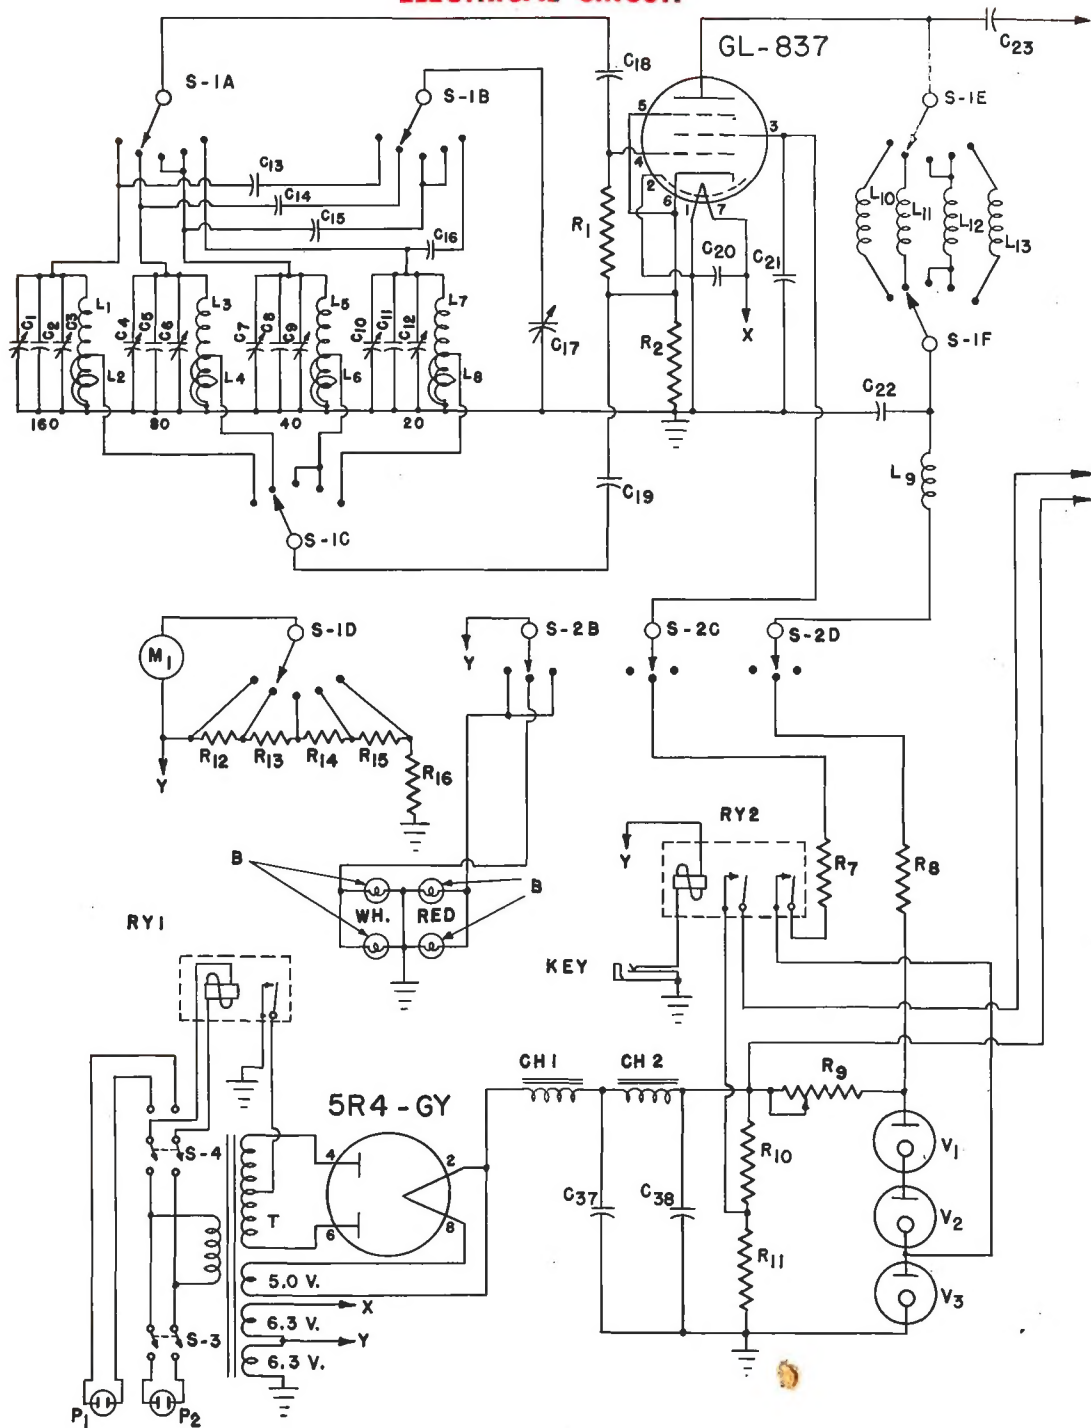 ELECTRICAL CIRCUIT
GL-837
C23
C18
S-1A
S-1B
S-1E
5
3
4
2
6
1
7
C13
C14
C15
C16
R1
C20
C21
L10
L11
L12
L13
X
C1
C2
C3
L1
L2
C4
C5
C6
L3
L4
C7
C8
C9
L5
L6
C10
C11
C12
L7
L8
C17
R2
S-1F
C22
160
80
40
20
L9
C19
S-1C
S-1D
S-2B
S-2C
S-2D
M1
Y
Y
R12
R13
R14
R15
R16
RY2
Y
R7
R8
B
B
WH.
RED
RY1
KEY
CH1
CH2
R9
5R4-GY
S-4
4
2
6
8
T
R10
V1
C37
C38
V2
R11
V3
5.0 V.
X
6.3 V.
Y
6.3 V.
S-3
P1
P2